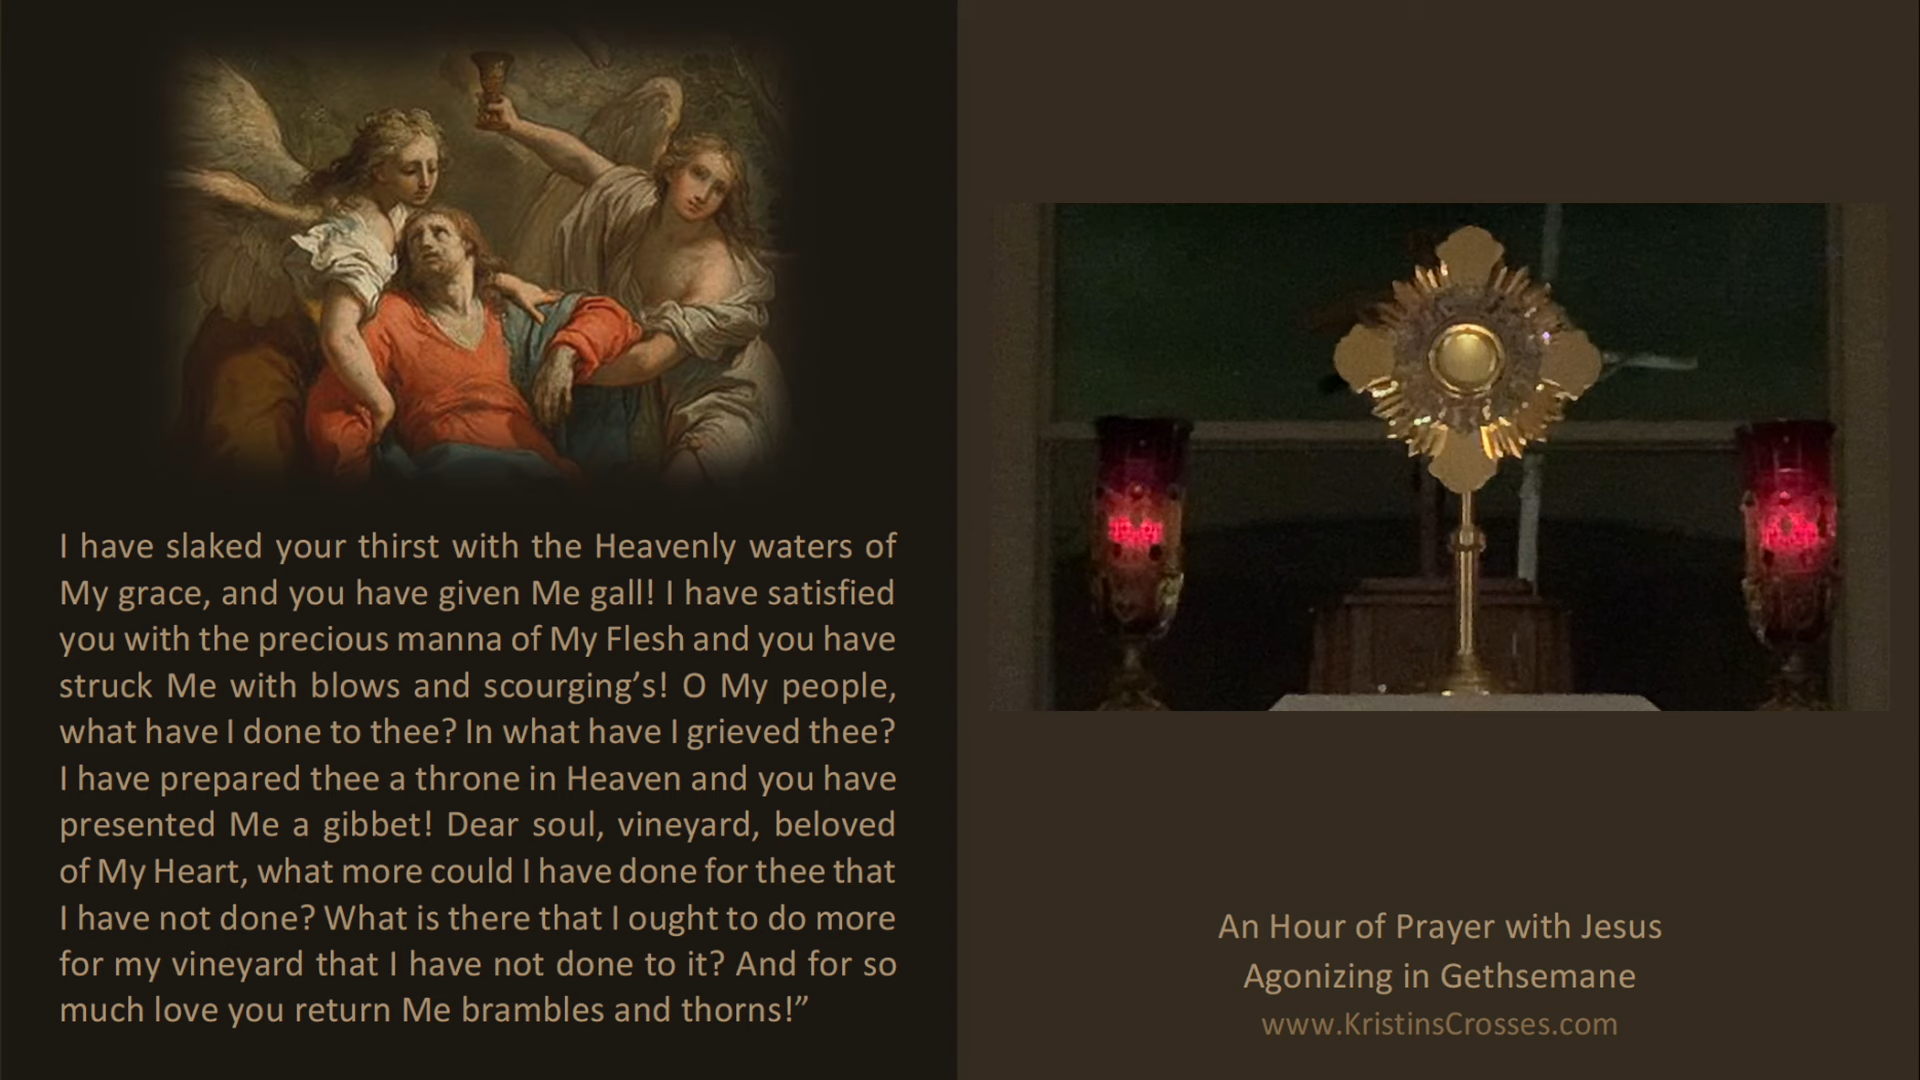 I have slaked your thirst with the Heavenly waters of
My grace, and you have given Me gall! I have satisfied
you with the precious manna of My Flesh and you have
struck Me with blows and scourging’s! O My people,
what have I done to thee? In what have I grieved thee?
I have prepared thee a throne in Heaven and you have
presented Me a gibbet! Dear soul, vineyard, beloved
of My Heart, what more could I have done for thee that
I have not done? What is there that I ought to do more
for my vineyard that I have not done to it? And for so
much love you return Me brambles and thorns!”
An Hour of Prayer with Jesus
Agonizing in Gethsemane
www.KristinsCrosses.com